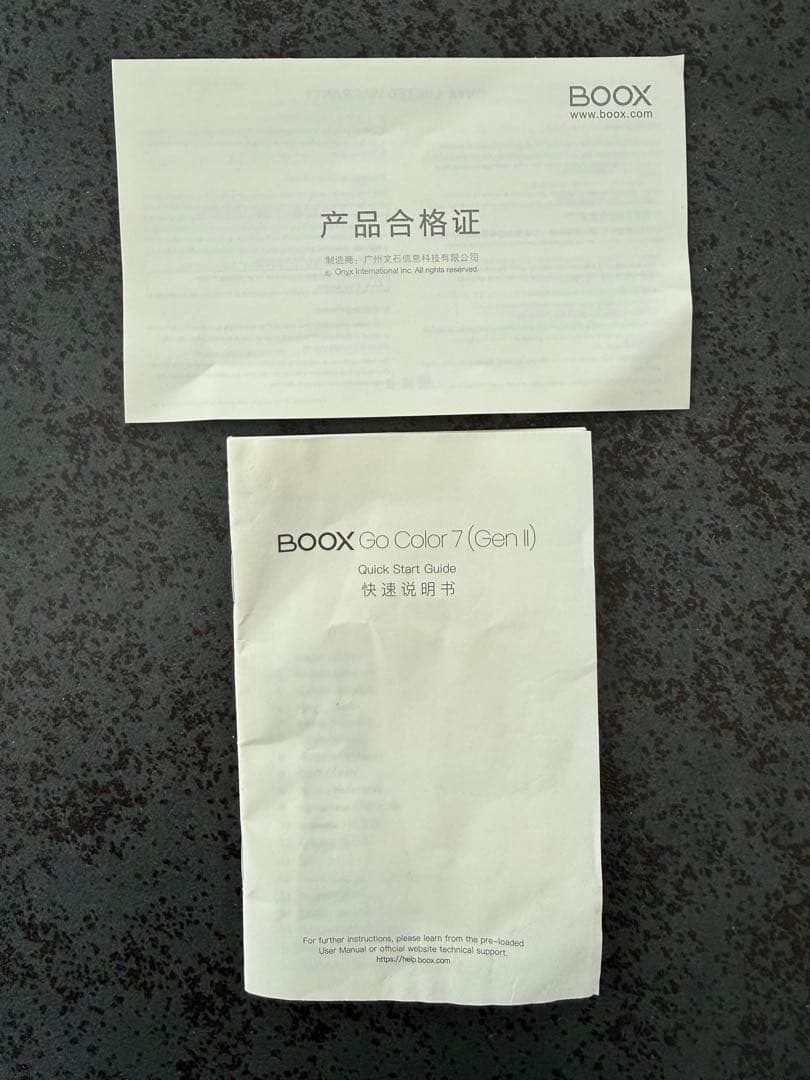 BOOX
www.boox.com
产品合格证
制造商：广州文石信息科技有限公司
© Onyx International Inc. All rights reserved.
BOOX Go Color 7 (Gen II)
Quick Start Guide
快速说明书
For further instructions, please learn from the pre-loaded
User Manual or official website technical support.
https://help.boox.com